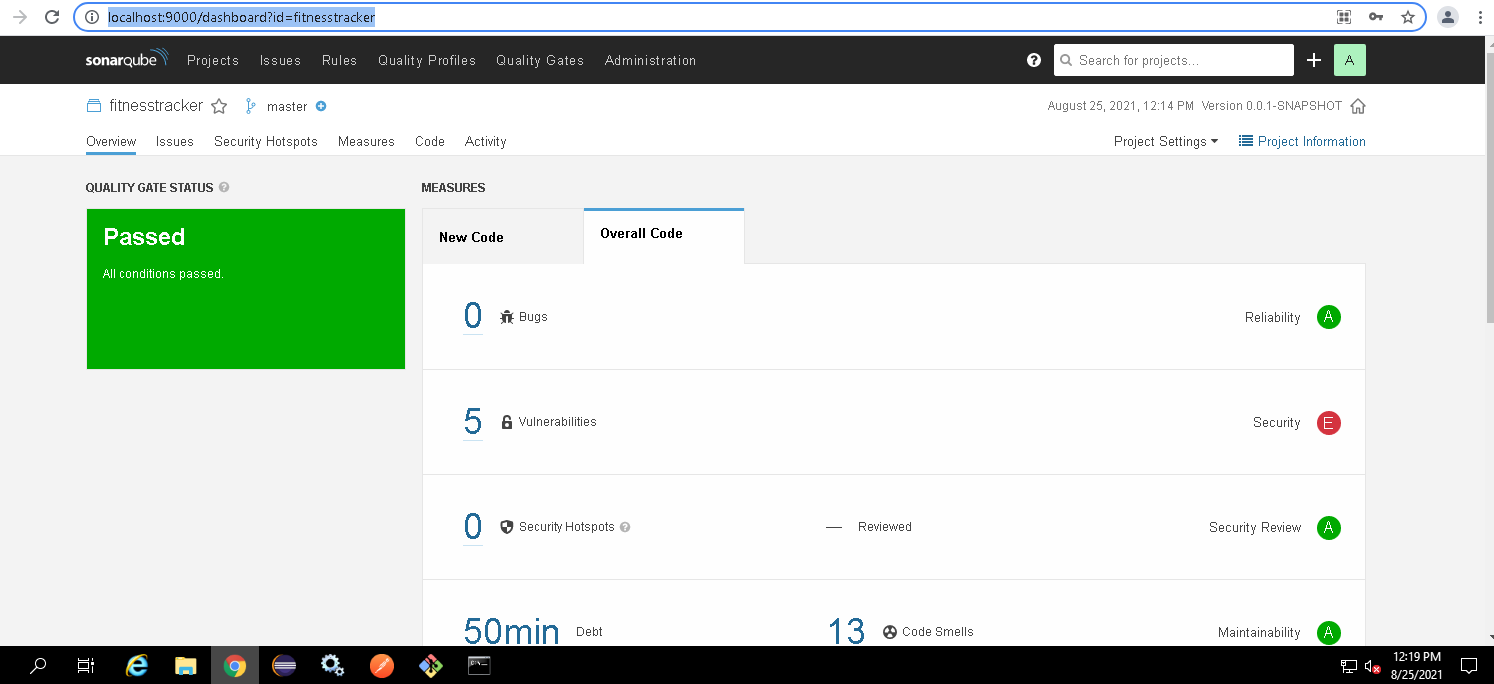 localhost:9000/dashboard?id=fitnesstracker
sonarqube Projects Issues Rules Quality Profiles Quality Gates Administration ? Search for projects... + A
fitnesstracker master August 25, 2021, 12:14 PM Version 0.0.1-SNAPSHOT
Overview Issues Security Hotspots Measures Code Activity Project Settings Project Information
QUALITY GATE STATUS ? MEASURES
Passed
All conditions passed.
New Code Overall Code
0 Bugs Reliability A
5 Vulnerabilities Security E
0 Security Hotspots ? — Reviewed Security Review A
50min Debt 13 Code Smells Maintainability A
12:19 PM
8/25/2021